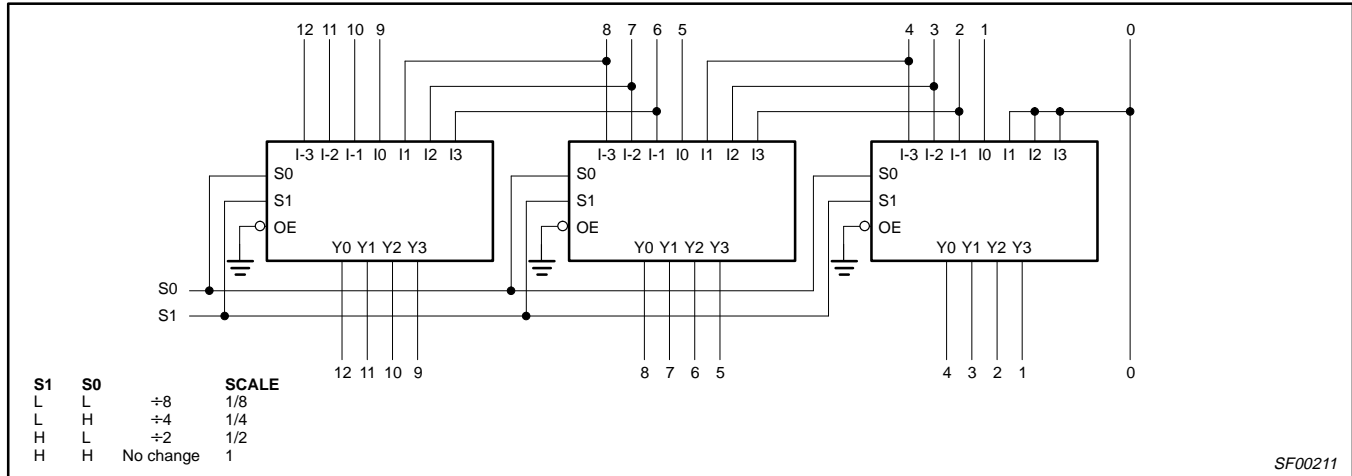 12 11 10 9 8 7 6 5 4 3 2 1 0
I-3 I-2 I-1 I0 I1 I2 I3 I-3 I-2 I-1 I0 I1 I2 I3 I-3 I-2 I-1 I0 I1 I2 I3
S0 S0 S0
S1 S1 S1
OE OE OE
Y0 Y1 Y2 Y3 Y0 Y1 Y2 Y3 Y0 Y1 Y2 Y3
S0
S1
12 11 10 9 8 7 6 5 4 3 2 1 0
S1 S0 SCALE
L L ÷8 1/8
L H ÷4 1/4
H L ÷2 1/2
H H No change 1
SF00211